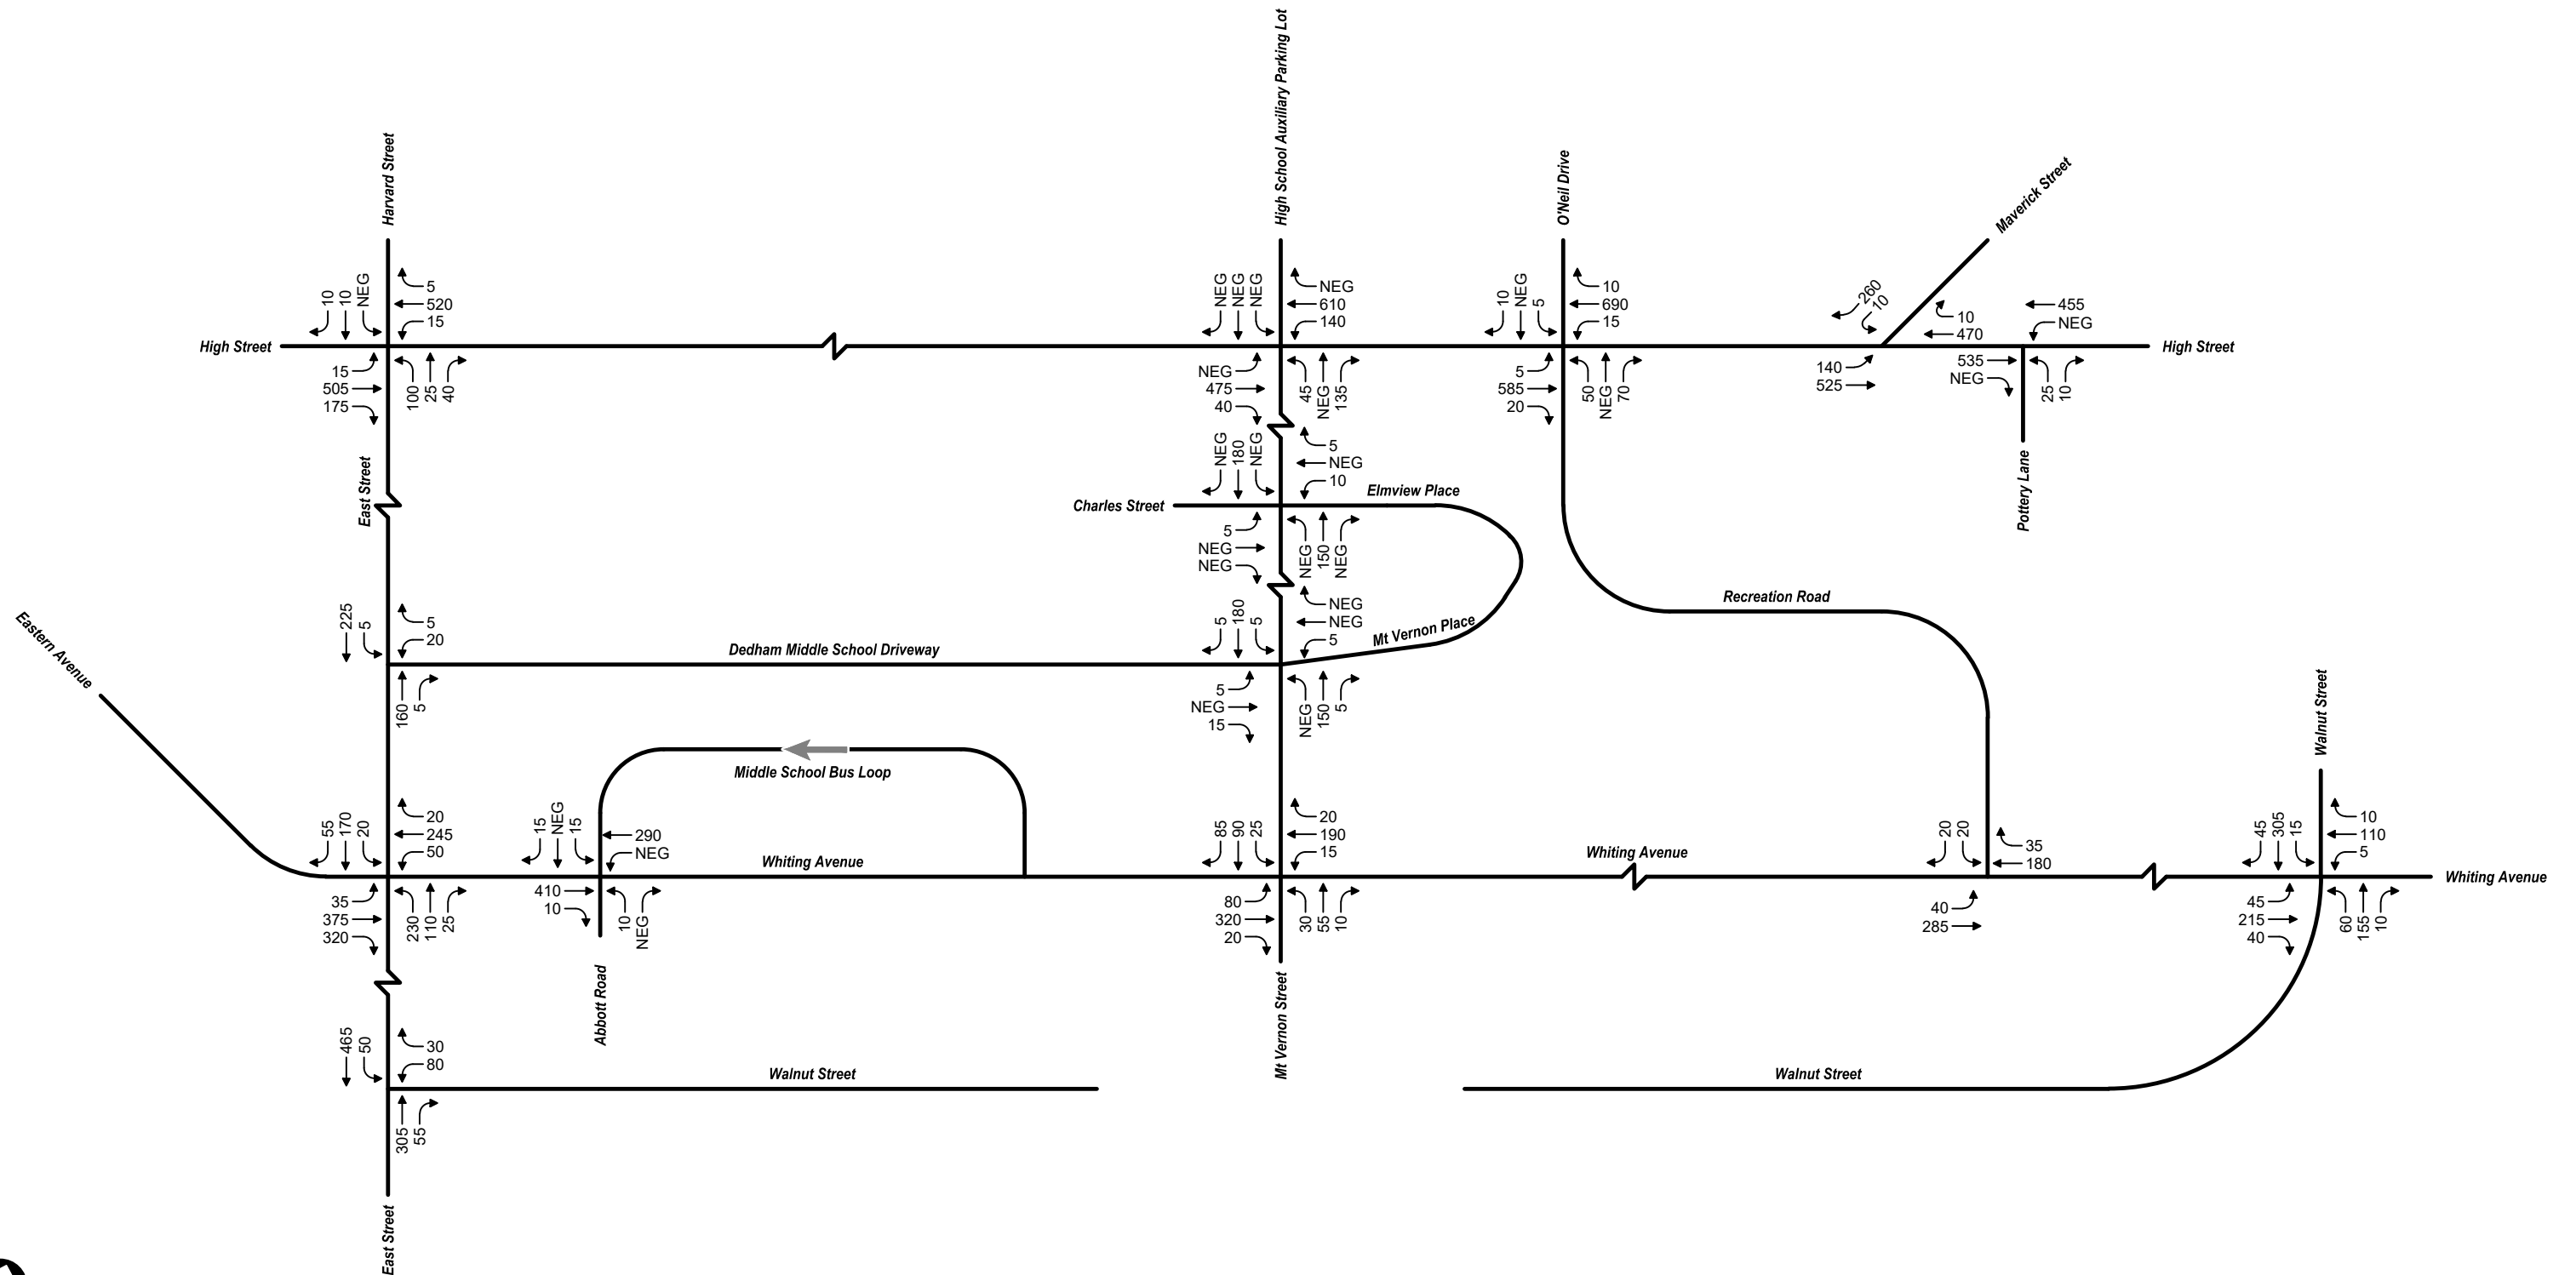 High School Auxiliary Parking Lot
Harvard Street
O'Neil Drive
Maverick Street
10
10
NEG
5
520
15
NEG
NEG
NEG
NEG
610
140
10
NEG
5
10
690
15
260
10
10
470
455
NEG
High Street
High Street
15
505
175
100
25
40
NEG
475
40
45
NEG
135
5
585
20
50
NEG
70
140
525
535
NEG
25
10
East Street
Pottery Lane
NEG
180
NEG
5
NEG
10
Charles Street
Elmview Place
5
NEG
NEG
NEG
150
NEG
Recreation Road
Eastern Avenue
225
5
5
20
5
180
5
NEG
NEG
5
Dedham Middle School Driveway
Mt Vernon Place
160
5
5
NEG
15
NEG
150
5
Walnut Street
Middle School Bus Loop
55
170
20
20
245
50
15
NEG
15
290
NEG
85
90
25
20
190
15
20
20
35
180
45
305
15
10
110
5
Whiting Avenue
Whiting Avenue
Whiting Avenue
35
375
320
230
110
25
410
10
10
NEG
80
320
20
30
55
10
40
285
45
215
40
60
155
10
Abbott Road
Mt Vernon Street
465
50
30
80
Walnut Street
Walnut Street
305
55
East Street